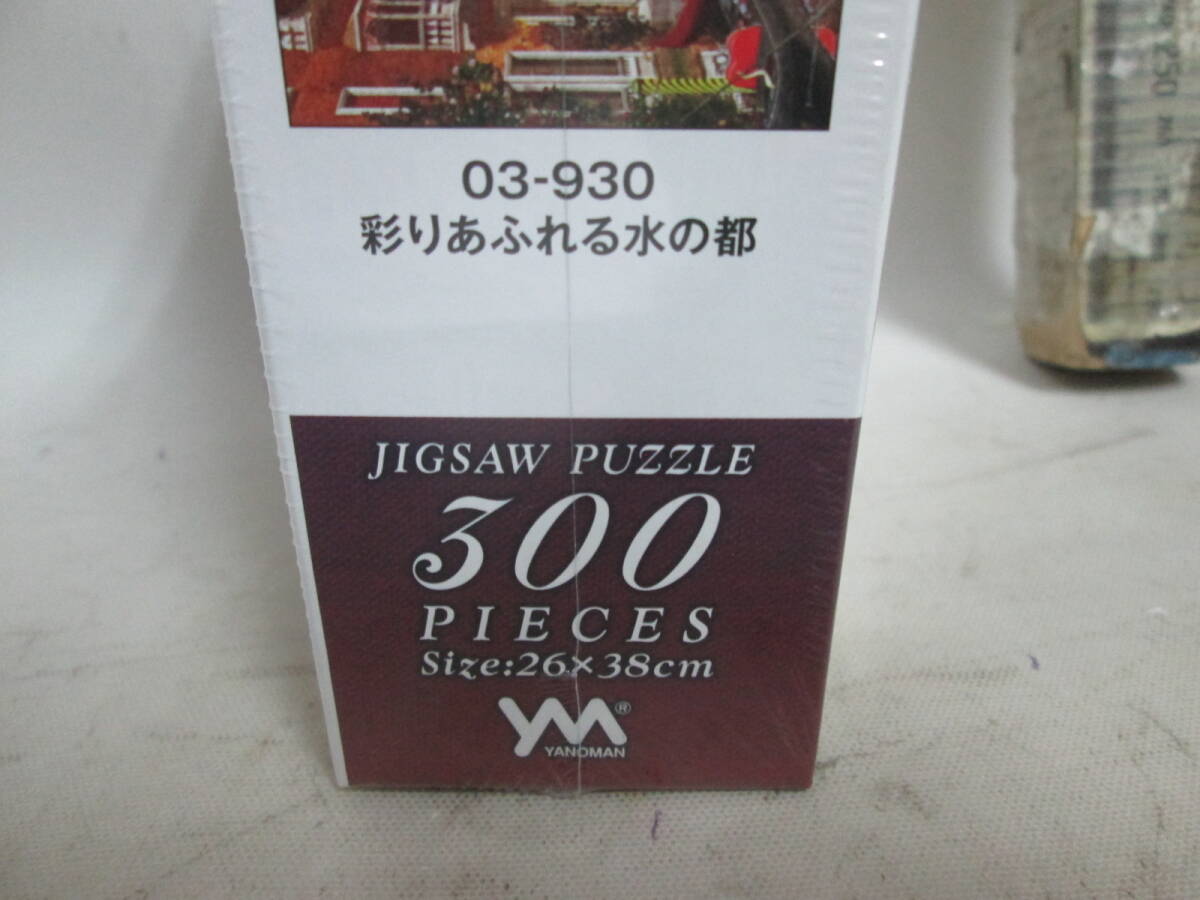 03-930
彩りあふれる水の都
JIGSAW PUZZLE
300
PIECES
Size:26×38cm
YM®
YANOMAN